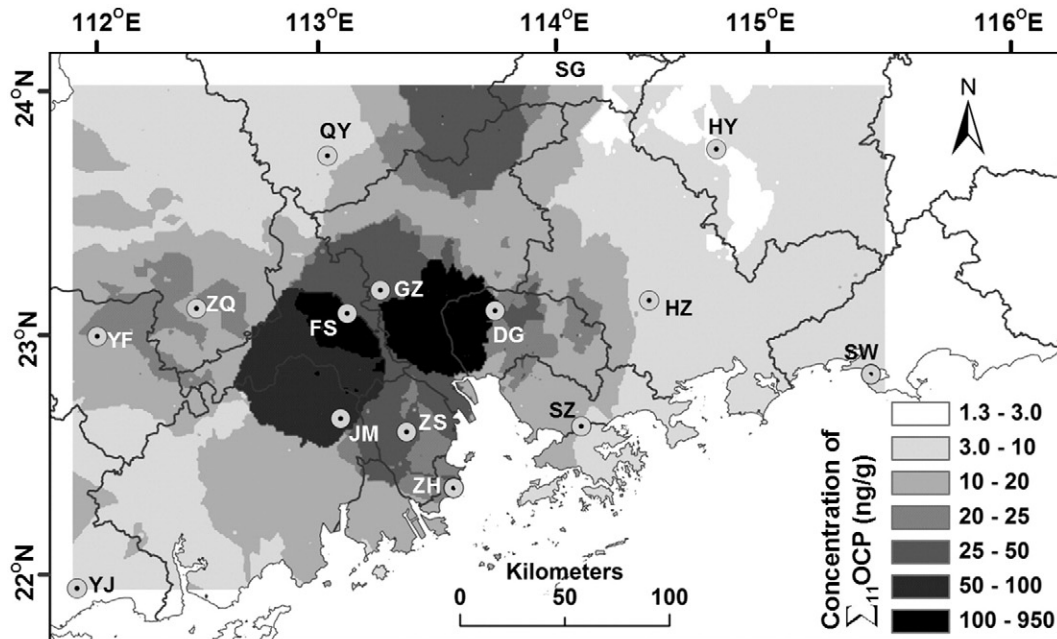 112°E 113°E 114°E 115°E 116°E
24°N
23°N
22°N
SG
N
QY
HY
ZQ
GZ
HZ
FS
DG
YF
SW
JM
ZS
SZ
ZH
YJ
Kilometers
0 50 100
Concentration of
∑₁₁OCP (ng/g)
1.3 - 3.0
3.0 - 10
10 - 20
20 - 25
25 - 50
50 - 100
100 - 950